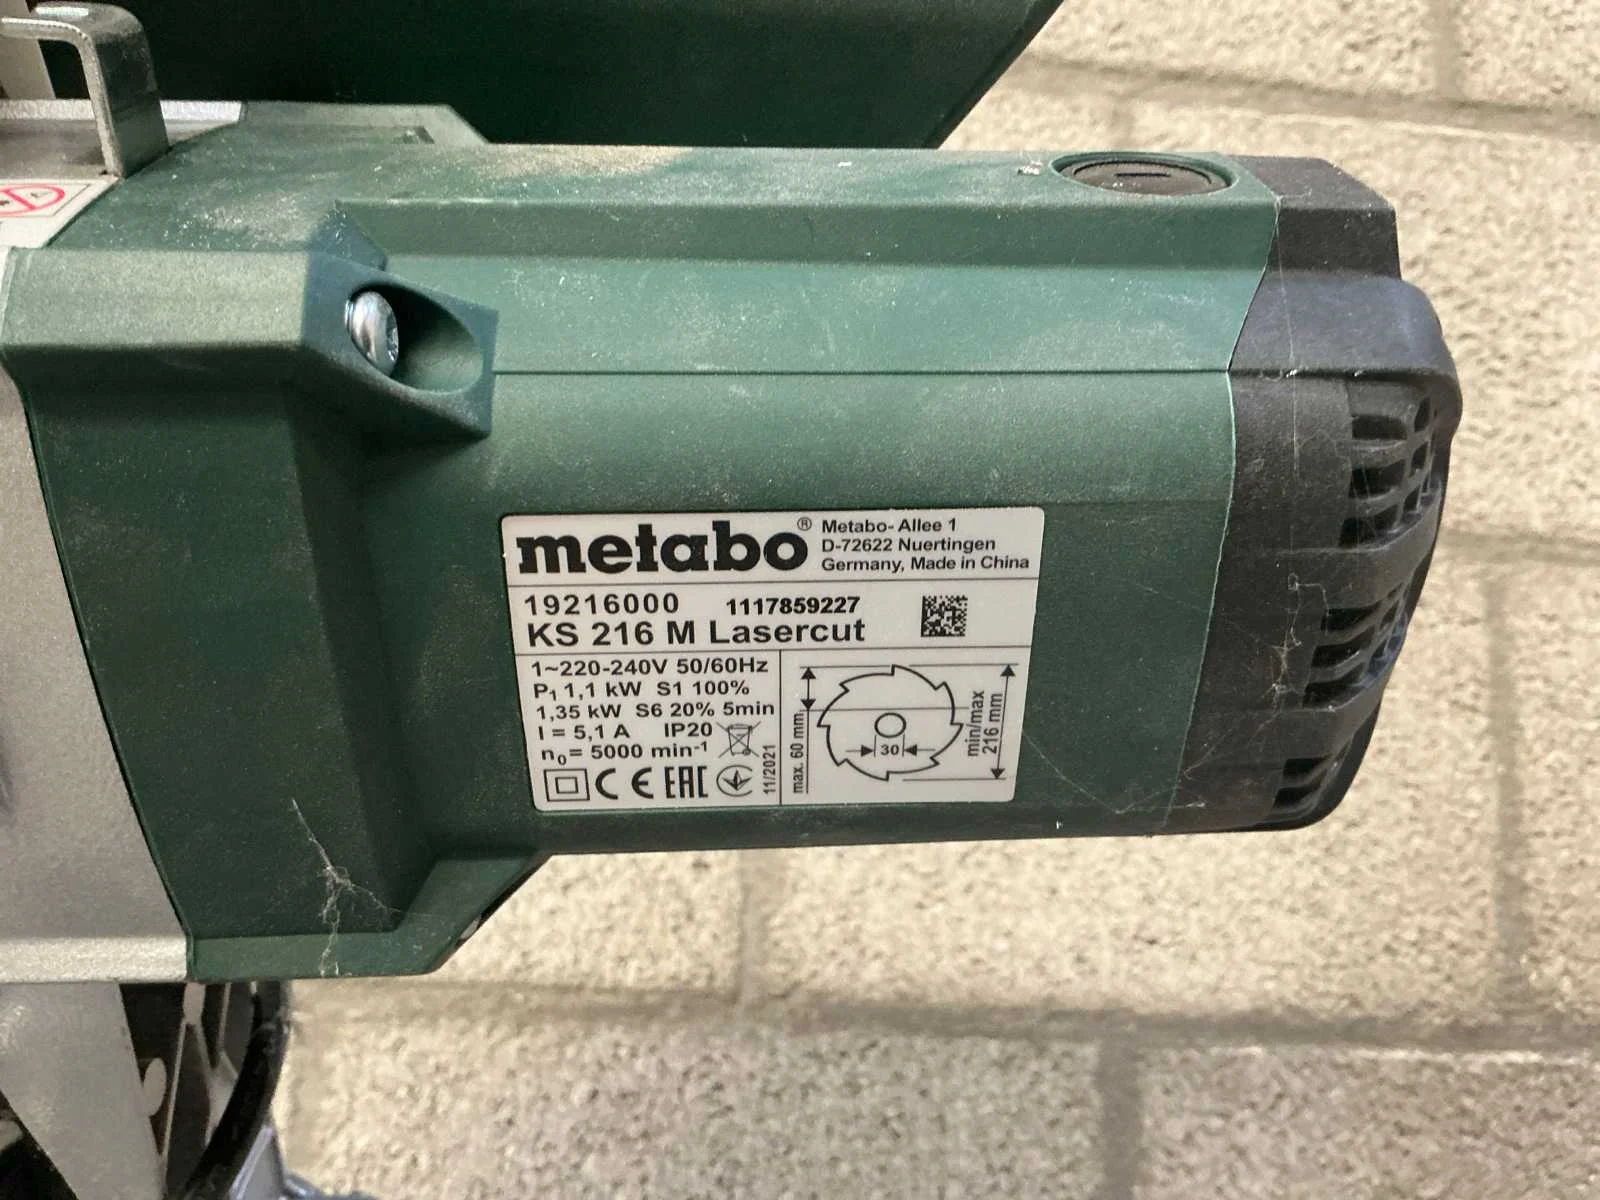 metabo®
Metabo-Allee 1
D-72622 Nuertingen
Germany, Made in China
19216000 1117859227
KS 216 M Lasercut
1~220-240V 50/60Hz
P1 1,1 kW S1 100%
1,35 kW S6 20% 5min
I = 5,1 A IP20
n0= 5000 min-1
CE EAC
11/2021
max. 60 mm
30
min/max
216 mm